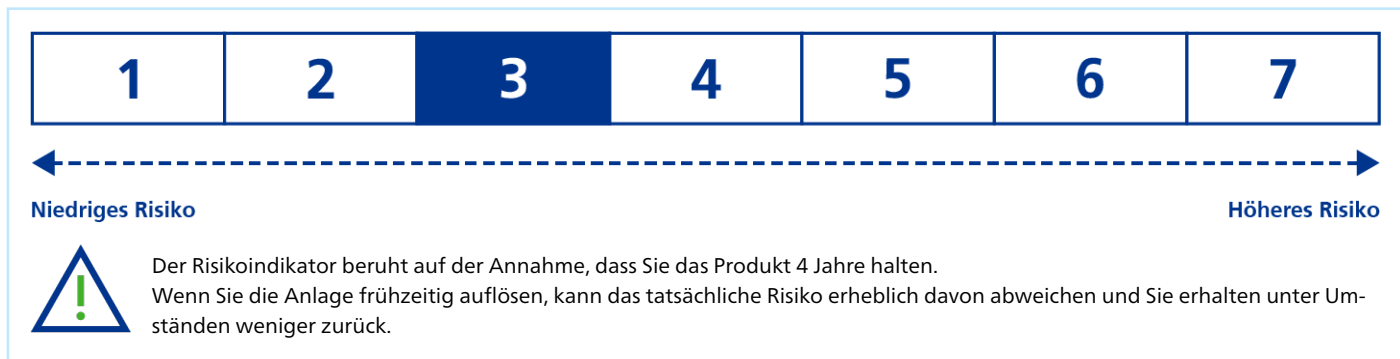 1 2 3 4 5 6 7
Niedriges Risiko Höheres Risiko
Der Risikoindikator beruht auf der Annahme, dass Sie das Produkt 4 Jahre halten.
Wenn Sie die Anlage frühzeitig auflösen, kann das tatsächliche Risiko erheblich davon abweichen und Sie erhalten unter Um-
ständen weniger zurück.